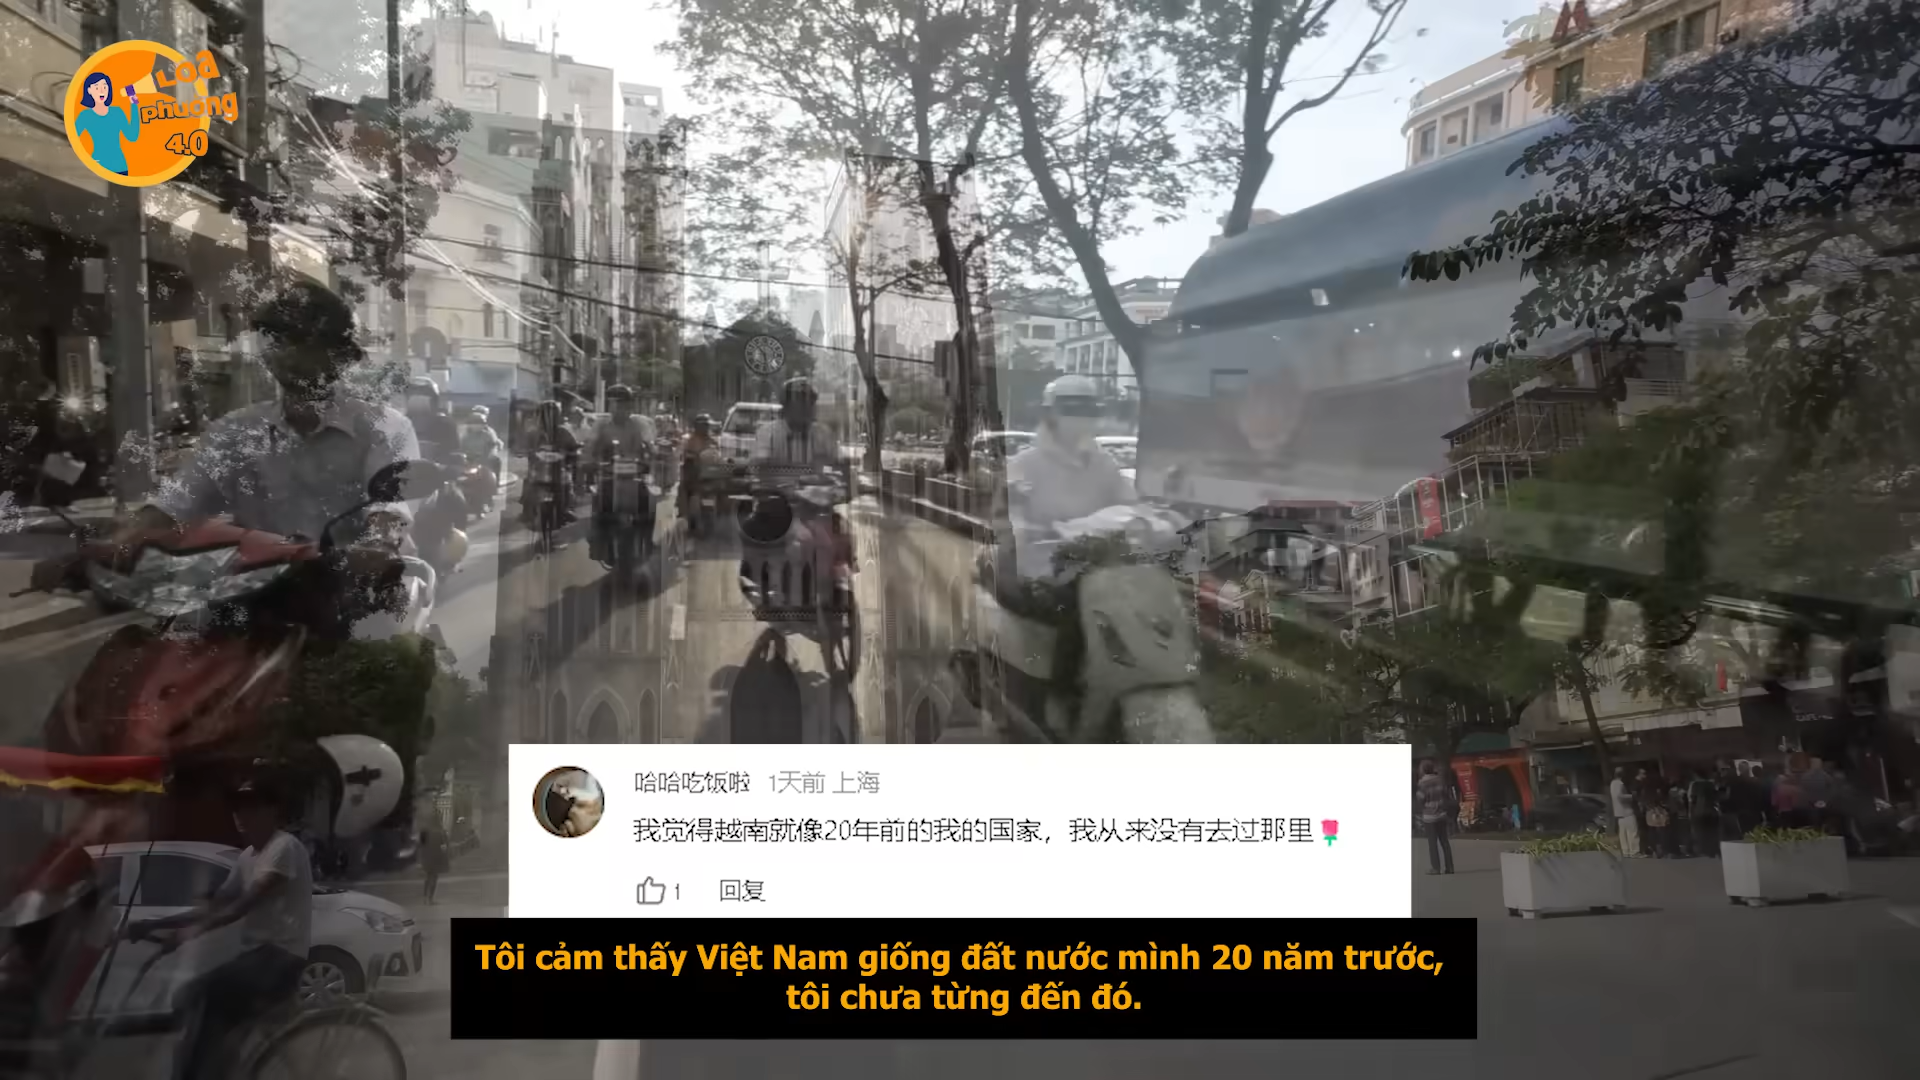 Loa
phường
4.0
哈哈吃饭啦 1天前 上海
我觉得越南就像20年前的我的国家，我从来没有去过那里🌷
1 回复
Tôi cảm thấy Việt Nam giống đất nước mình 20 năm trước,
tôi chưa từng đến đó.